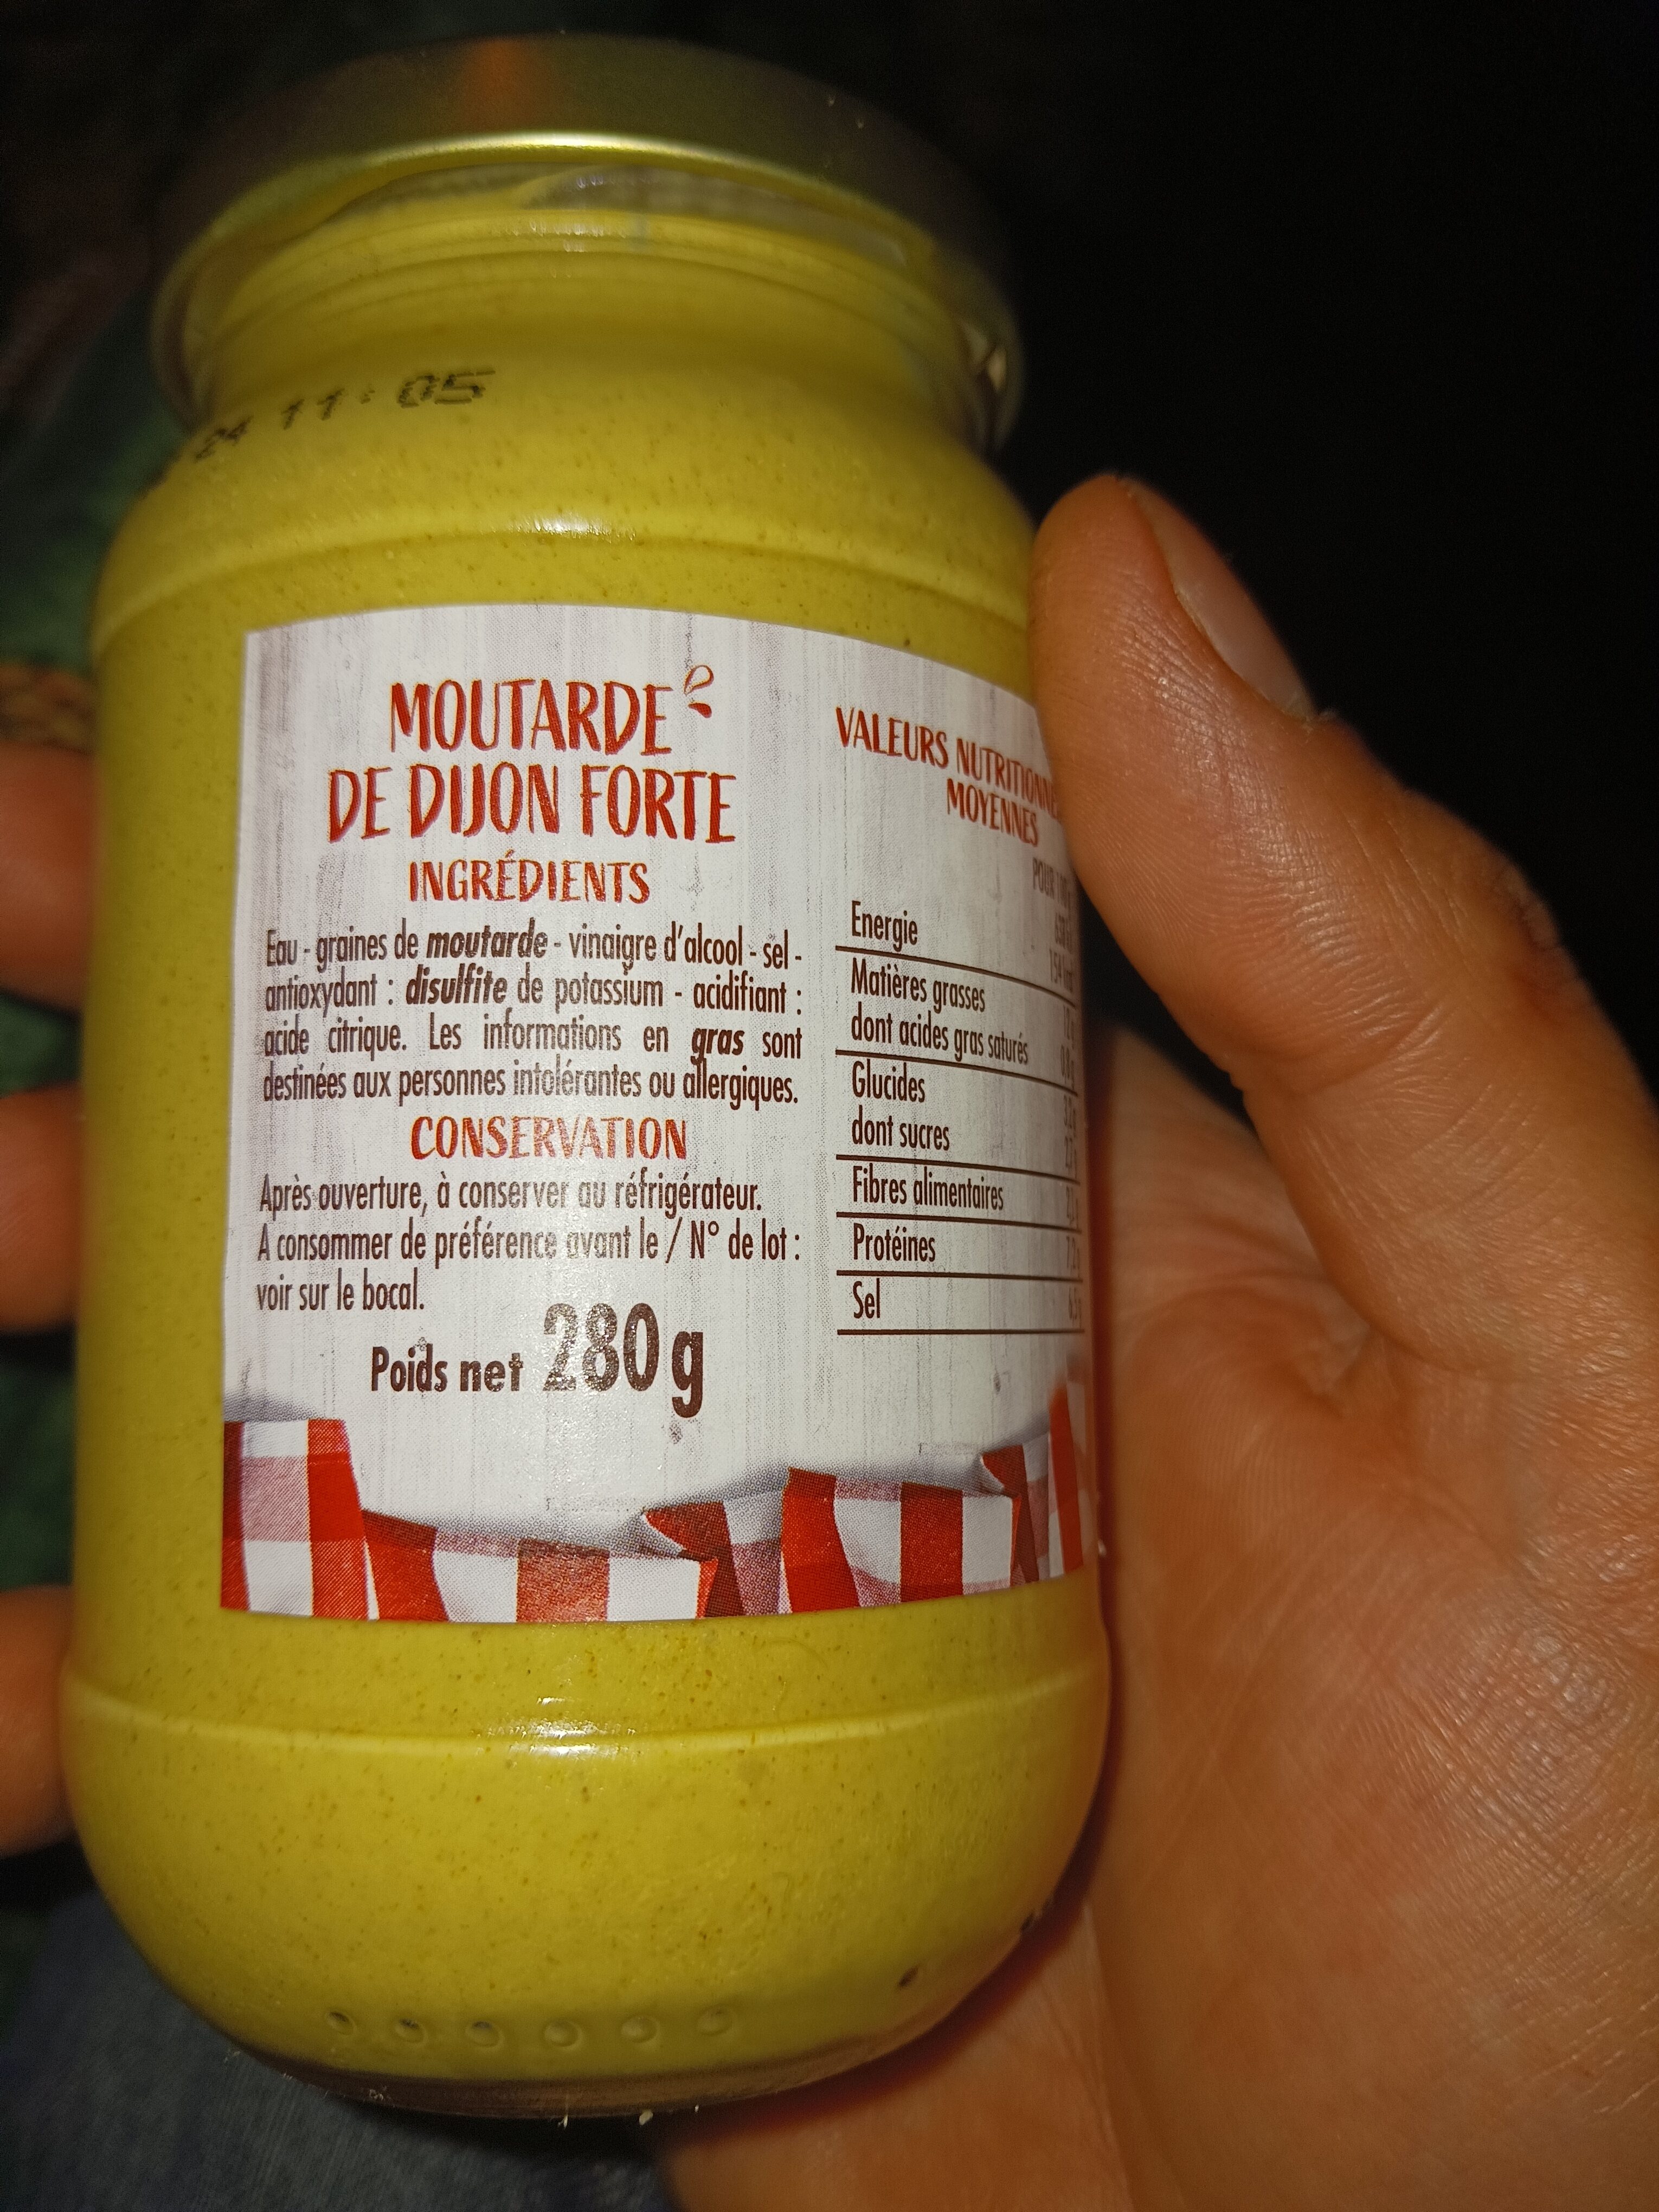 24 11:05
MOUTARDE
DE DIJON FORTE
INGRÉDIENTS
Eau - graines de moutarde - vinaigre d'alcool - sel -
antioxydant : disulfite de potassium - acidifiant :
acide citrique. Les informations en gras sont
destinées aux personnes intolérantes ou allergiques.
CONSERVATION
Après ouverture, à conserver au réfrigérateur.
A consommer de préférence avant le / N° de lot :
voir sur le bocal.
Poids net 280g
VALEURS
MOYENNES
POUR
Energie
Matières grasses
dont acides gras saturés
Glucides
dont sucres
Fibres alimentaires
Protéines
Sel